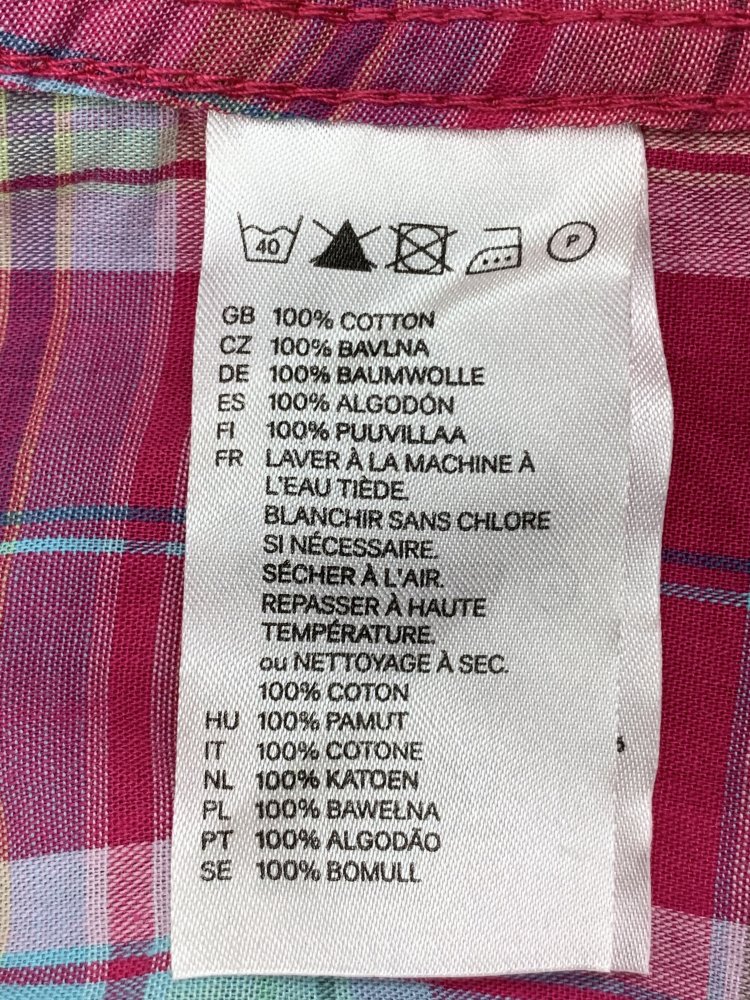 40
P
GB 100% COTTON
CZ 100% BAVLNA
DE 100% BAUMWOLLE
ES 100% ALGODÓN
FI 100% PUUVILLAA
FR LAVER À LA MACHINE À
L'EAU TIÈDE.
BLANCHIR SANS CHLORE
SI NÉCESSAIRE.
SÉCHER À L'AIR.
REPASSER À HAUTE
TEMPÉRATURE.
ou NETTOYAGE À SEC.
100% COTON
HU 100% PAMUT
IT 100% COTONE
NL 100% KATOEN
PL 100% BAWEŁNA
PT 100% ALGODÃO
SE 100% BOMULL